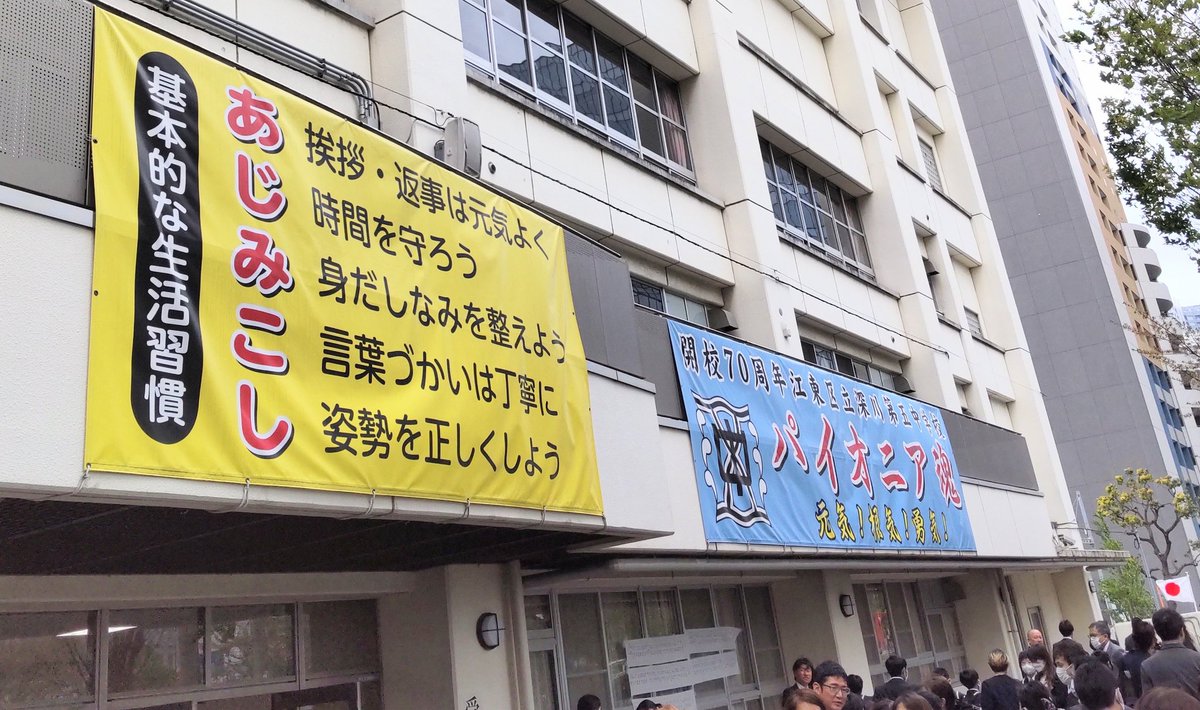 基本的な生活習慣
あじみこし
挨拶・返事は元気よく
時間を守ろう
身だしなみを整えよう
言葉づかいは丁寧に
姿勢を正しくしよう
開校70周年江東区立深川第五中学校
パイオニア魂
元気!根気!勇気!
受